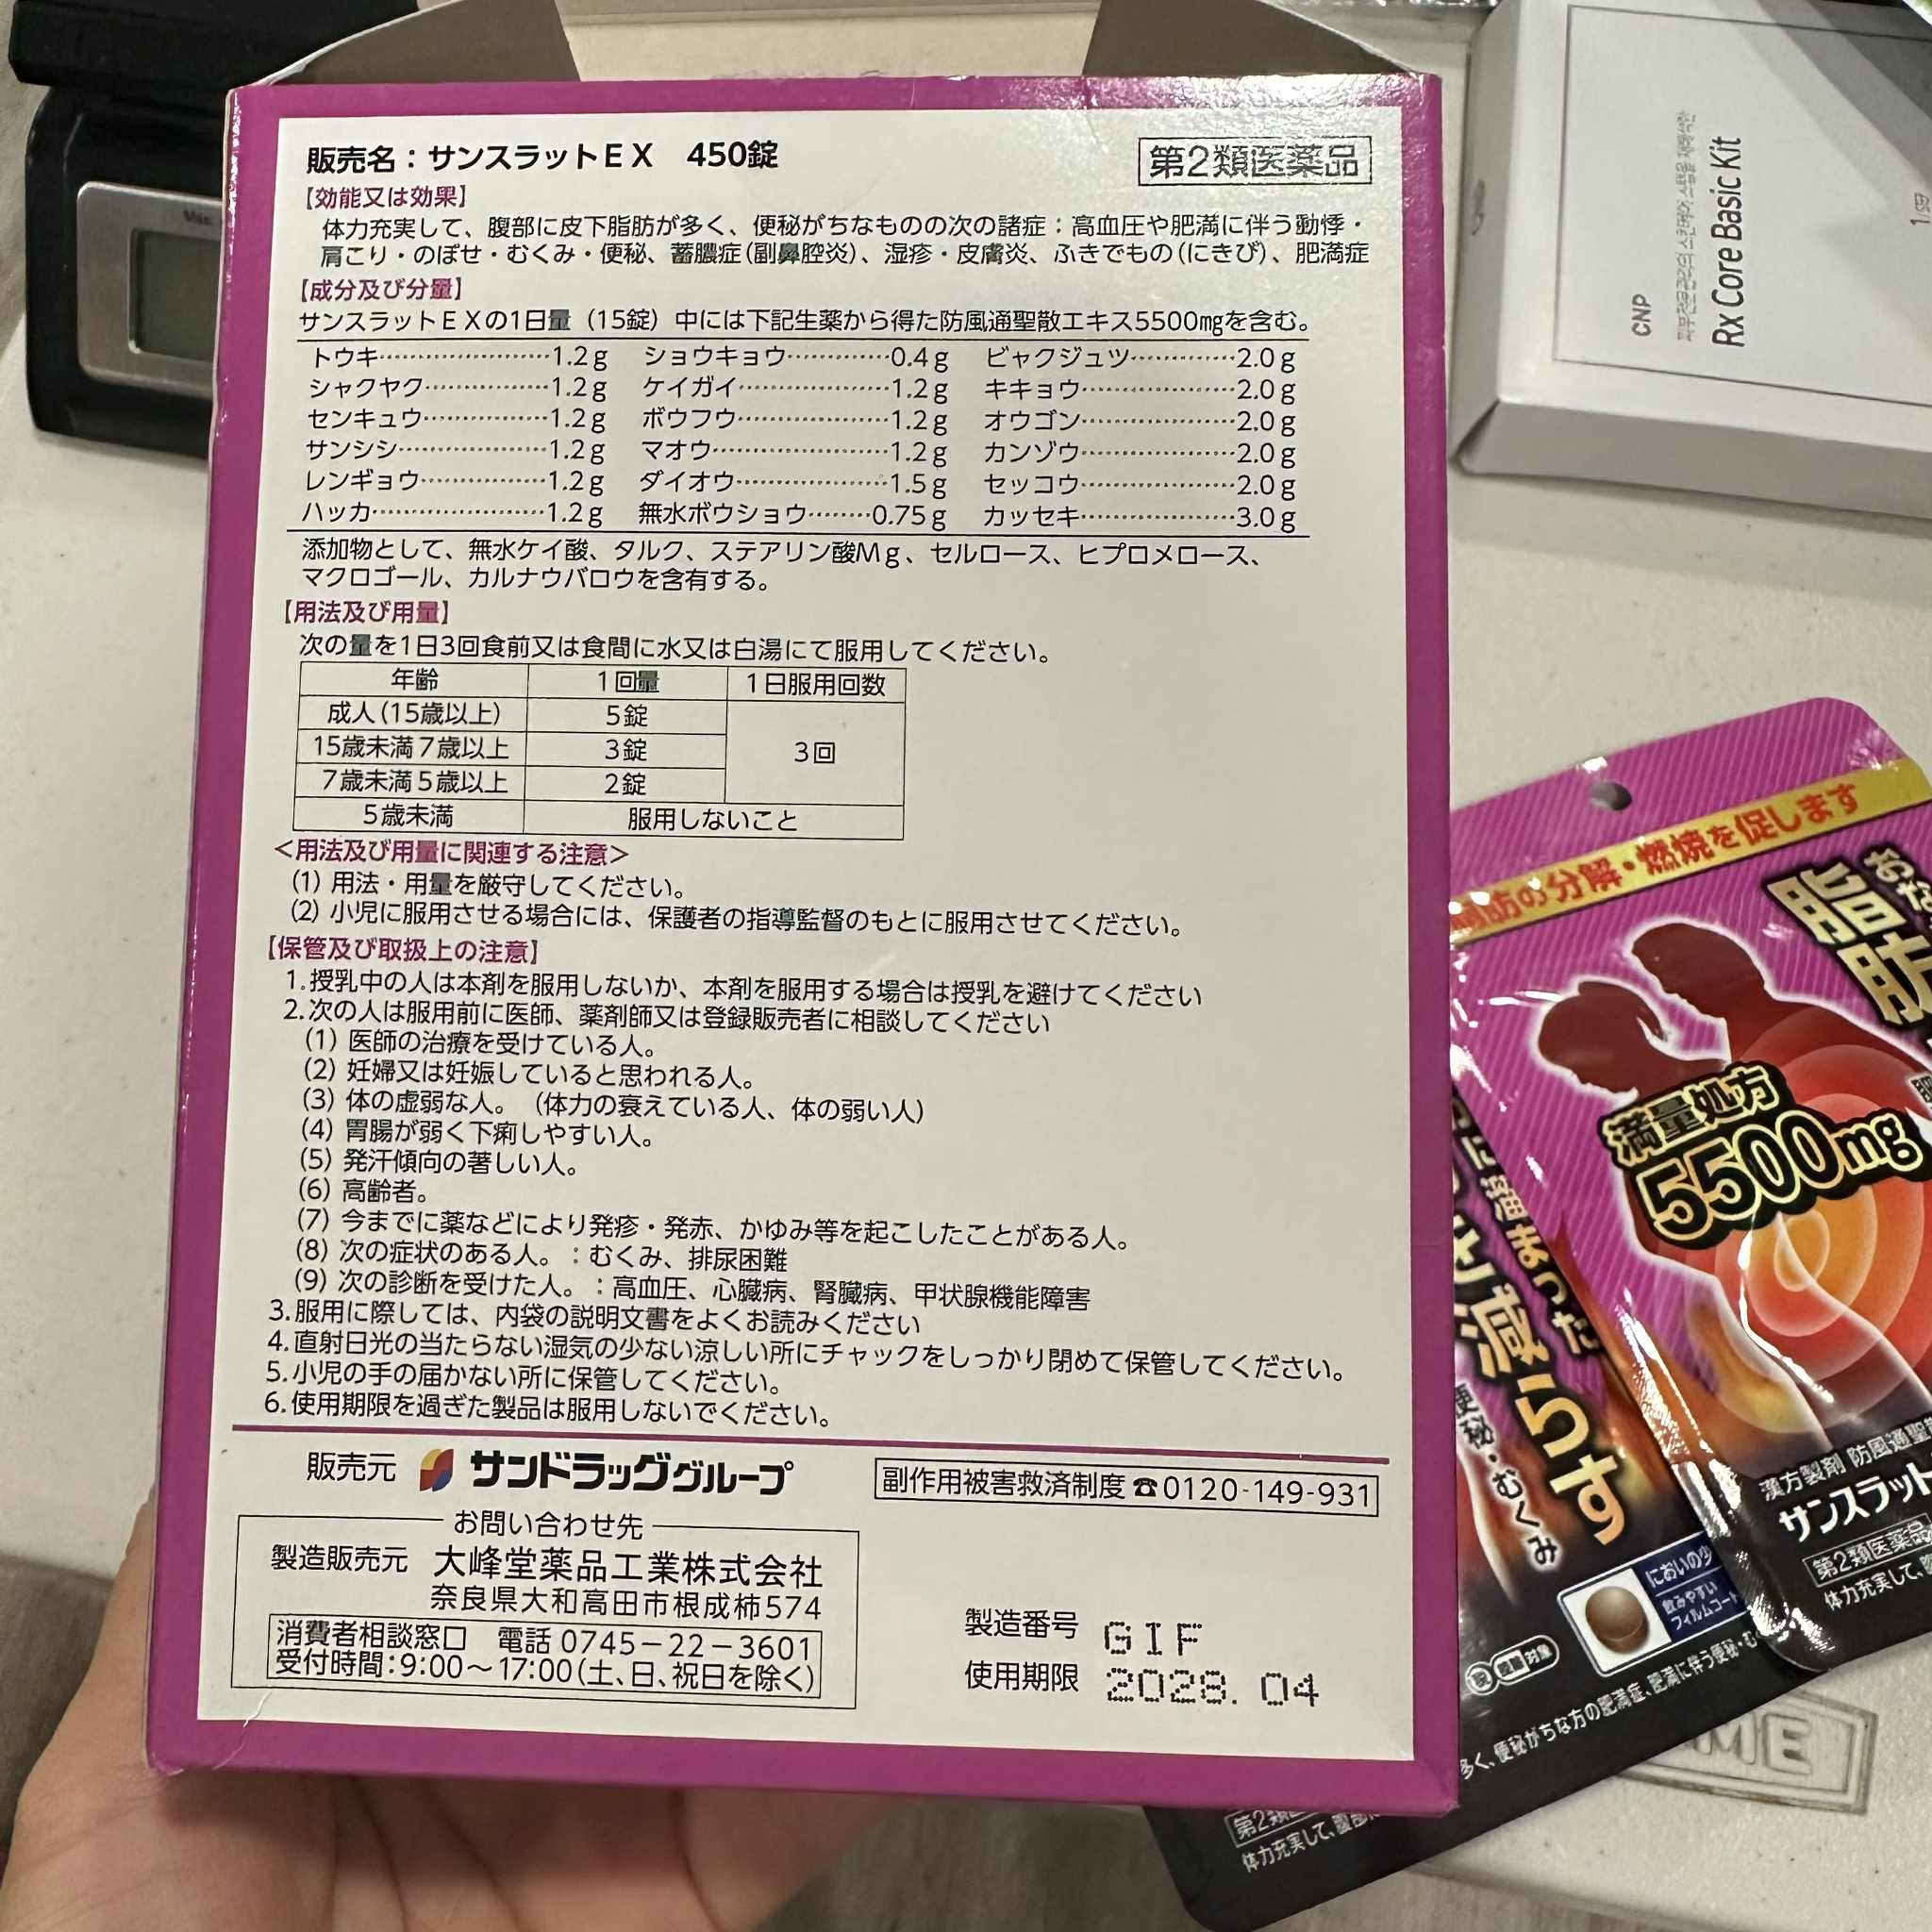 販売名：サンスラットＥＸ　450錠
第2類医薬品
【効能又は効果】
体力充実して、腹部に皮下脂肪が多く、便秘がちなものの次の諸症：高血圧や肥満に伴う動悸・
肩こり・のぼせ・むくみ・便秘、蓄膿症（副鼻腔炎）、湿疹・皮膚炎、ふきでもの（にきび）、肥満症
【成分及び分量】
サンスラットＥＸの1日量（15錠）中には下記生薬から得た防風通聖散エキス5500㎎を含む。
トウキ……………………1.2g　ショウキョウ……………0.4g　ビャクジュツ……………2.0g
シャクヤク………………1.2g　ケイガイ…………………1.2g　キキョウ…………………2.0g
センキュウ………………1.2g　ボウフウ…………………1.2g　オウゴン…………………2.0g
サンシシ…………………1.2g　マオウ……………………1.2g　カンゾウ…………………2.0g
レンギョウ………………1.2g　ダイオウ…………………1.5g　セッコウ…………………2.0g
ハッカ……………………1.2g　無水ボウショウ………0.75g　カッセキ…………………3.0g
添加物として、無水ケイ酸、タルク、ステアリン酸Mg、セルロース、ヒプロメロース、
マクロゴール、カルナウバロウを含有する。
【用法及び用量】
次の量を1日3回食前又は食間に水又は白湯にて服用してください。
年齢　1回量　1日服用回数
成人（15歳以上）　5錠
15歳未満7歳以上　3錠　3回
7歳未満5歳以上　2錠
5歳未満　服用しないこと
＜用法及び用量に関連する注意＞
(1) 用法・用量を厳守してください。
(2) 小児に服用させる場合には、保護者の指導監督のもとに服用させてください。
【保管及び取扱上の注意】
1.授乳中の人は本剤を服用しないか、本剤を服用する場合は授乳を避けてください
2.次の人は服用前に医師、薬剤師又は登録販売者に相談してください
(1) 医師の治療を受けている人。
(2) 妊婦又は妊娠していると思われる人。
(3) 体の虚弱な人。（体力の衰えている人、体の弱い人）
(4) 胃腸が弱く下痢しやすい人。
(5) 発汗傾向の著しい人。
(6) 高齢者。
(7) 今までに薬などにより発疹・発赤、かゆみ等を起こしたことがある人。
(8) 次の症状のある人。：むくみ、排尿困難
(9) 次の診断を受けた人。：高血圧、心臓病、腎臓病、甲状腺機能障害
3.服用に際しては、内袋の説明文書をよくお読みください
4.直射日光の当たらない湿気の少ない涼しい所にチャックをしっかり閉めて保管してください。
5.小児の手の届かない所に保管してください。
6.使用期限を過ぎた製品は服用しないでください。
販売元　サンドラッググループ
副作用被害救済制度☎0120-149-931
お問い合わせ先
製造販売元　大峰堂薬品工業株式会社
奈良県大和高田市根成柿574
消費者相談窓口　電話 0745－22－3601
受付時間：9:00～17:00（土、日、祝日を除く）
製造番号　GIF
使用期限　2028. 04
CNP
Rx Core Basic Kit
肪の分解・燃焼を促します
脂肪
満量処方
5500mg
漢方製剤 防風通聖
サンスラット
第2類医薬品
体力充実して、
減らす
便秘・むくみ
においの少
飲みやすい
フィルムコート
多く、便秘がちな方の肥満症、肥満に伴う便秘・む
第2類
体力充実して、腹部
ME